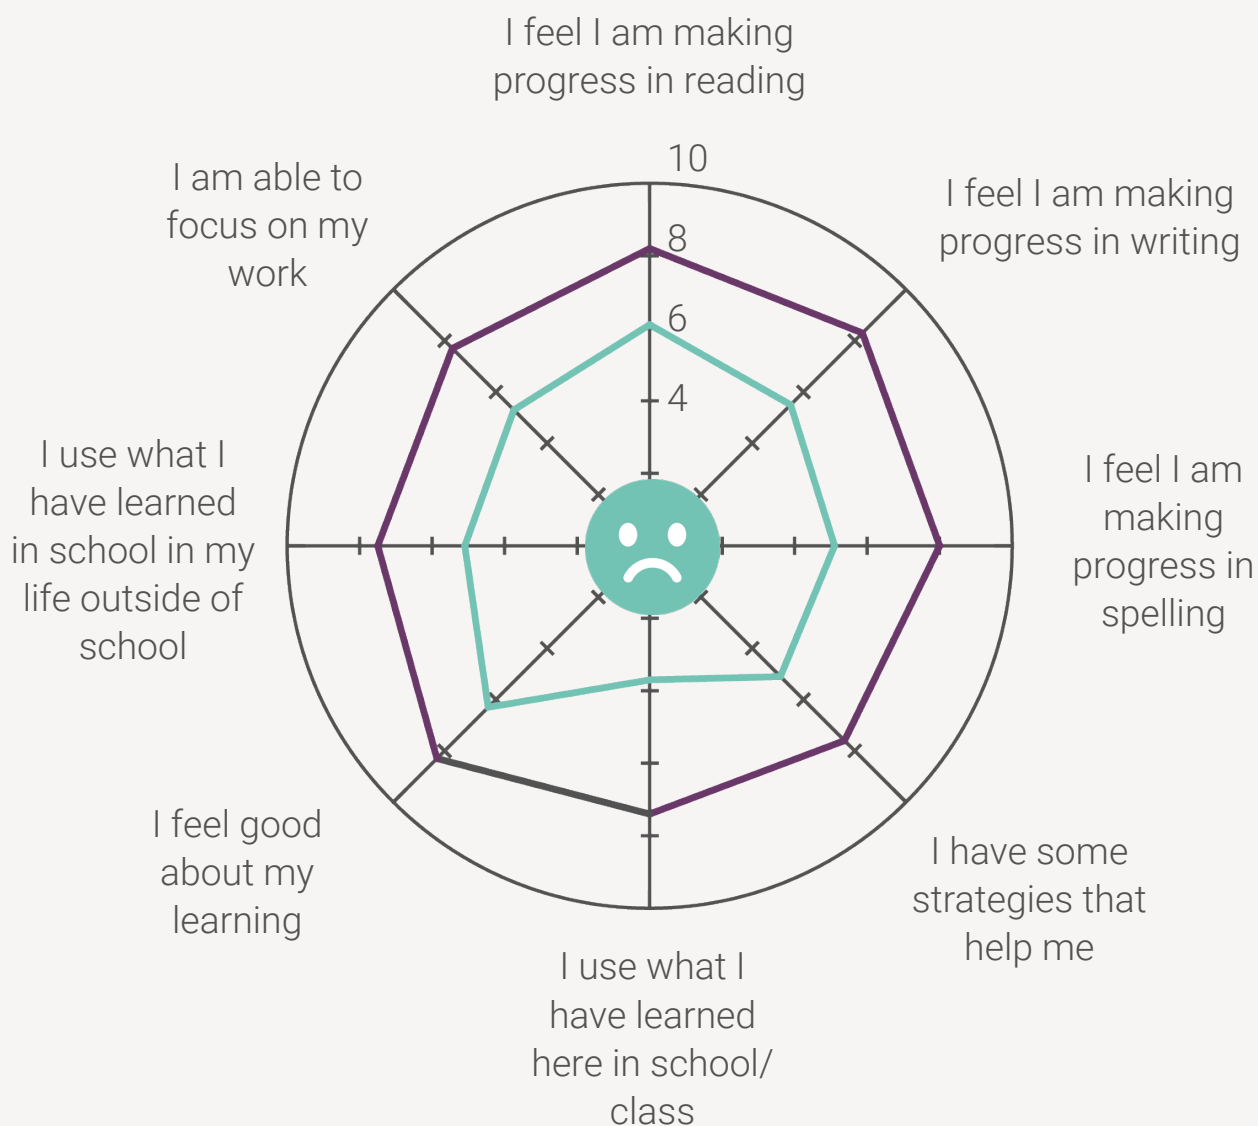 I feel I am making
progress in reading
10
8
6
4
I feel I am making
progress in writing
I feel I am
making
progress in
spelling
I have some
strategies that
help me
I use what I
have learned
here in school/
class
I feel good
about my
learning
I use what I
have learned
in school in my
life outside of
school
I am able to
focus on my
work